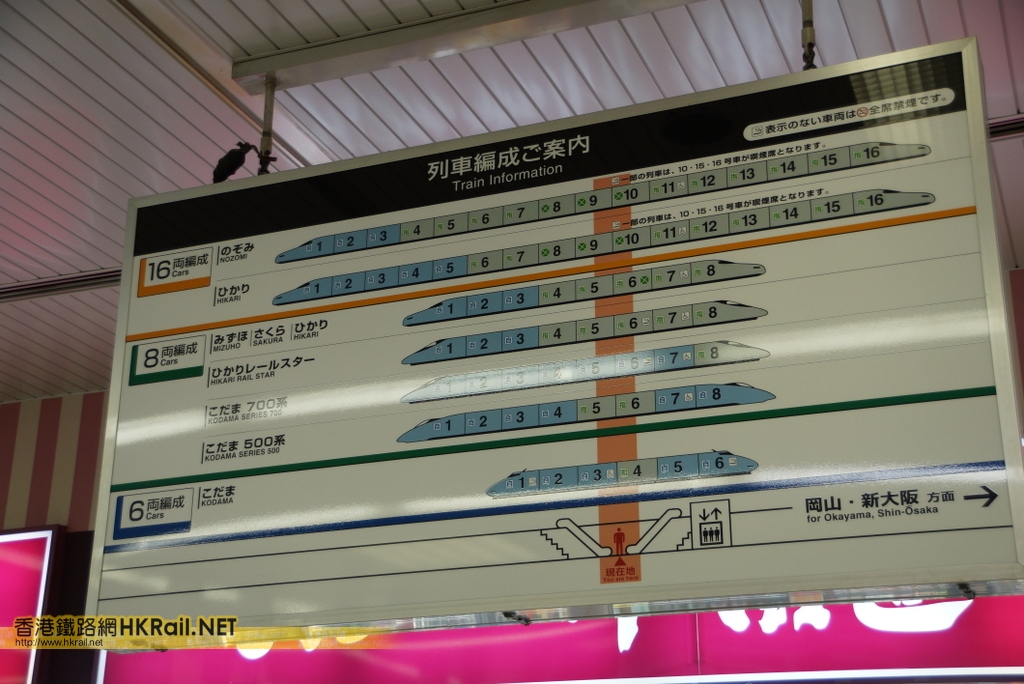 列車編成ご案内
Train Information
表示のない車両は全席禁煙です。
一部の列車は、10・15・16 号車が喫煙席となります。
16両編成
Cars
のぞみ
NOZOMI
1 2 3 4 5 6 7 8 9 10 11 12 13 14 15 16
一部の列車は、10・15・16 号車が喫煙席となります。
ひかり
HIKARI
1 2 3 4 5 6 7 8 9 10 11 12 13 14 15 16
8両編成
Cars
みずほ さくら ひかり
MIZUHO SAKURA HIKARI
1 2 3 4 5 6 7 8
ひかりレールスター
HIKARI RAIL STAR
1 2 3 4 5 6 7 8
こだま 700系
KODAMA SERIES 700
1 2 3 4 5 6 7 8
こだま 500系
KODAMA SERIES 500
1 2 3 4 5 6 7 8
6両編成
Cars
こだま
KODAMA
1 2 3 4 5 6
岡山・新大阪 方面
for Okayama, Shin-Ōsaka
現在地
You are here
香港鐵路網HKRail.NET
http://www.hkrail.net